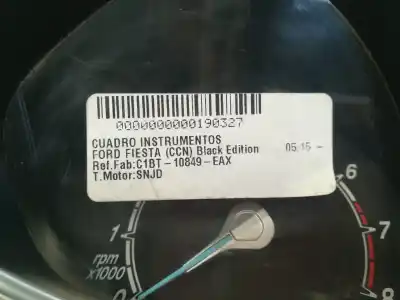 0000000000190327
CUADRO INSTRUMENTOS
FORD FIESTA (CCN) Black Edition 05.15 -
Ref.Fab:C1BT-10849-EAX
T.Motor:SNJD
6
1
7
rpm
x1000
0
8